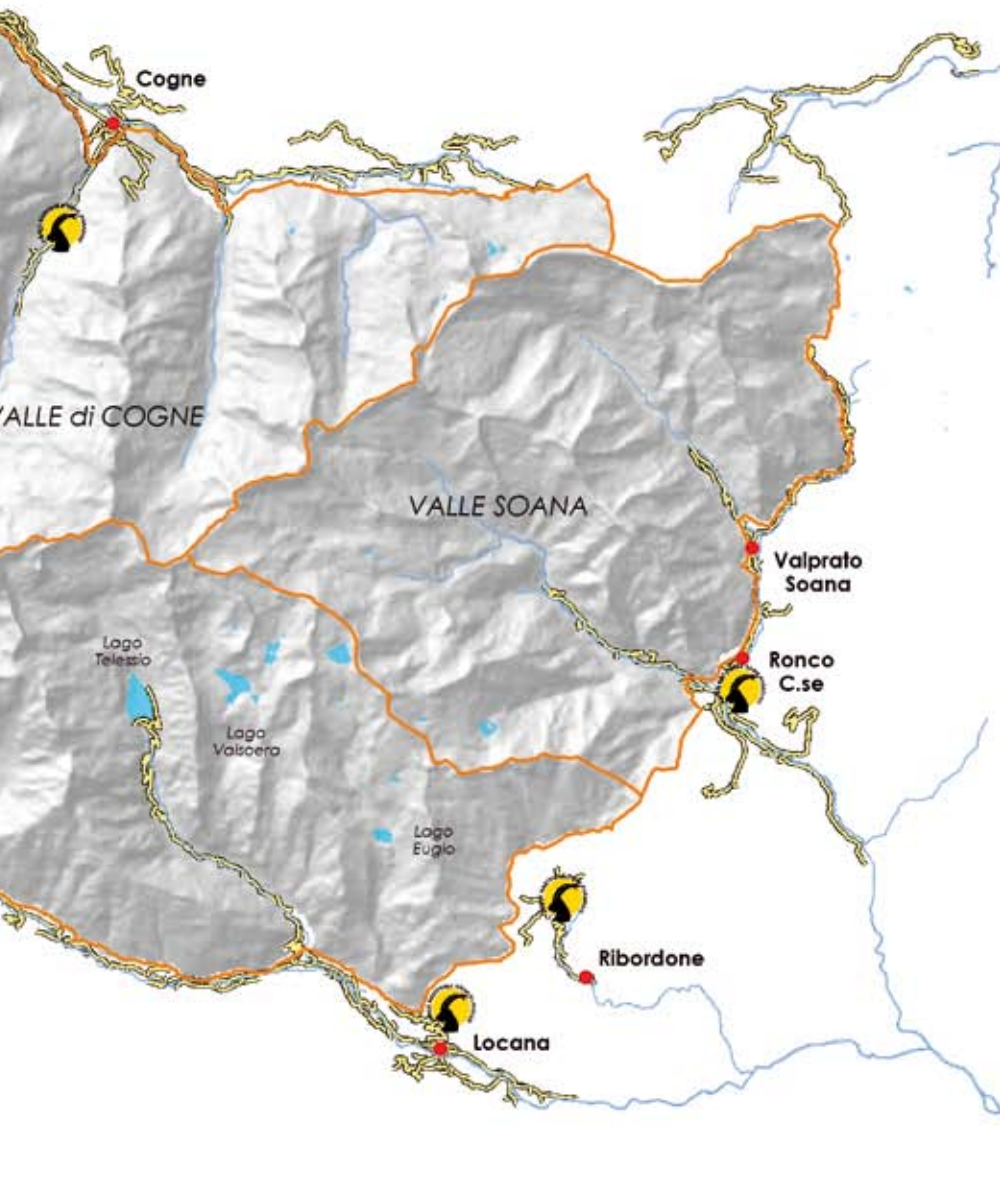 Cogne
VALLE di COGNE
VALLE SOANA
Valprato
Soana
Lago
Telessio
Ronco
C.se
Lago
Valsoera
Lago
Eugio
Ribordone
Locana